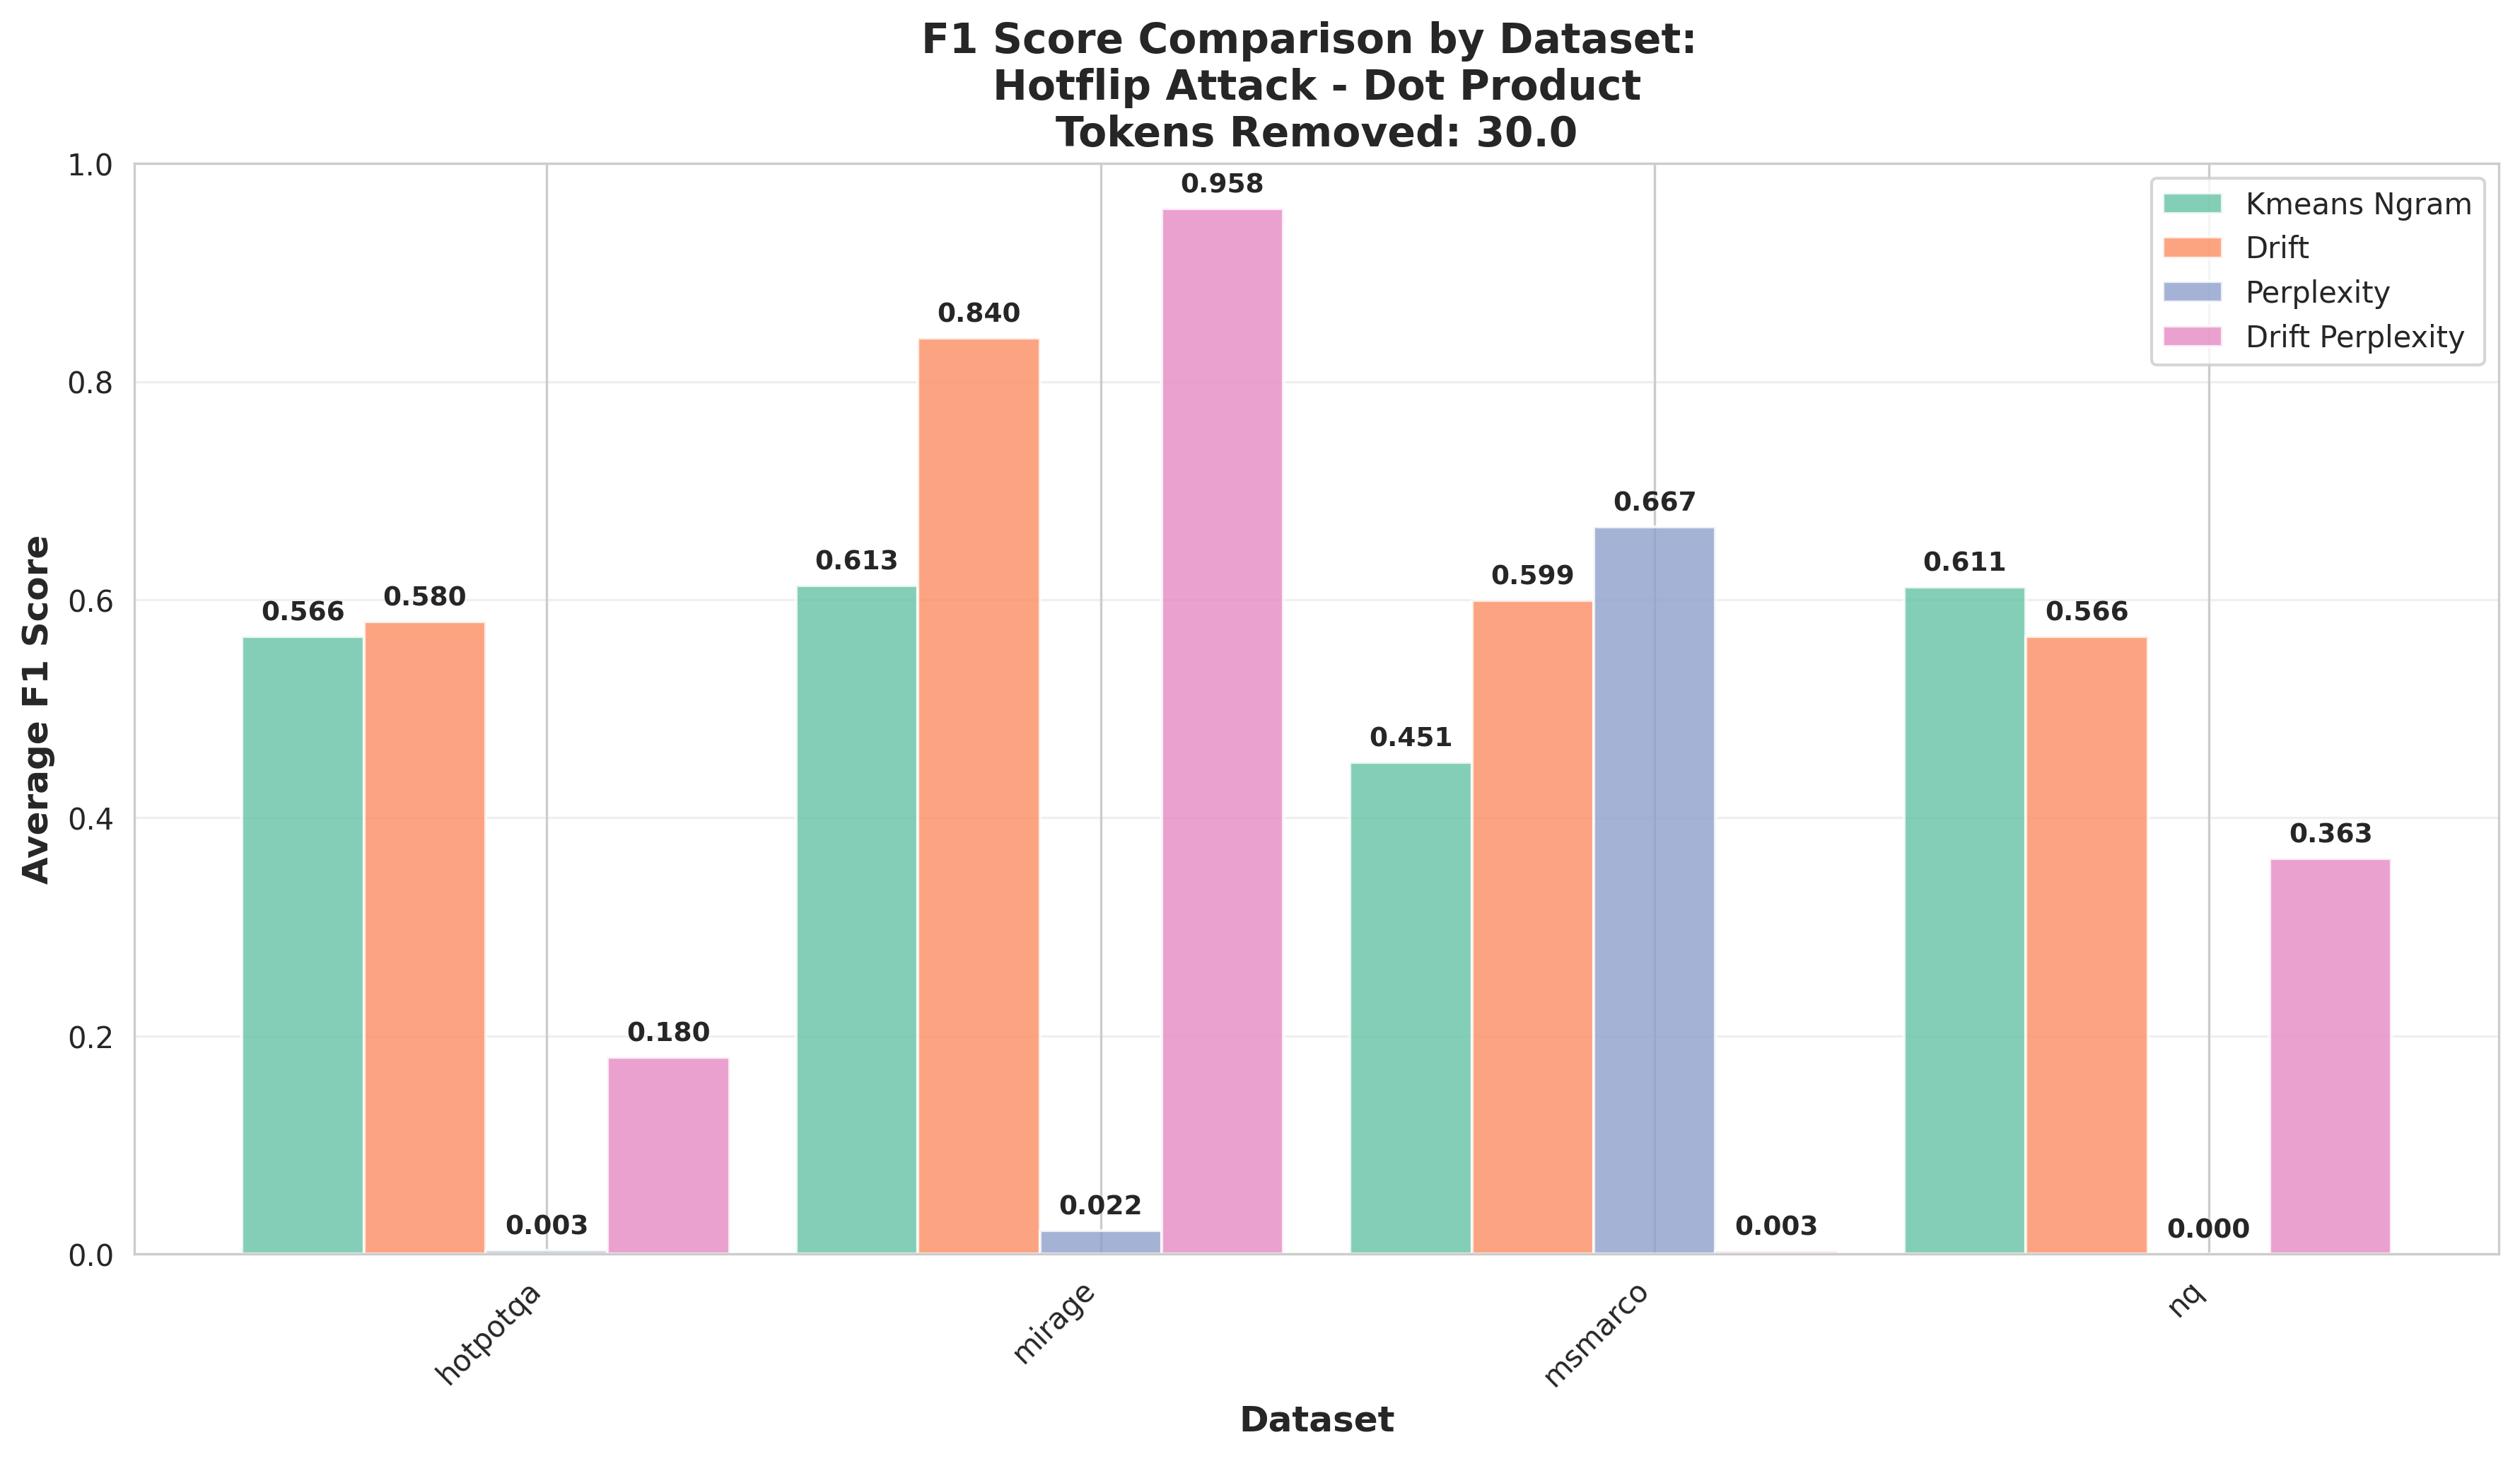 F1 Score Comparison by Dataset:
Hotflip Attack - Dot Product
Tokens Removed: 30.0
Kmeans Ngram
Drift
Perplexity
Drift Perplexity
Average F1 Score
1.0
0.8
0.6
0.4
0.2
0.0
0.566
0.580
0.003
0.180
0.613
0.840
0.022
0.958
0.451
0.599
0.667
0.003
0.611
0.566
0.000
0.363
hotpotqa
mirage
msmarco
nq
Dataset